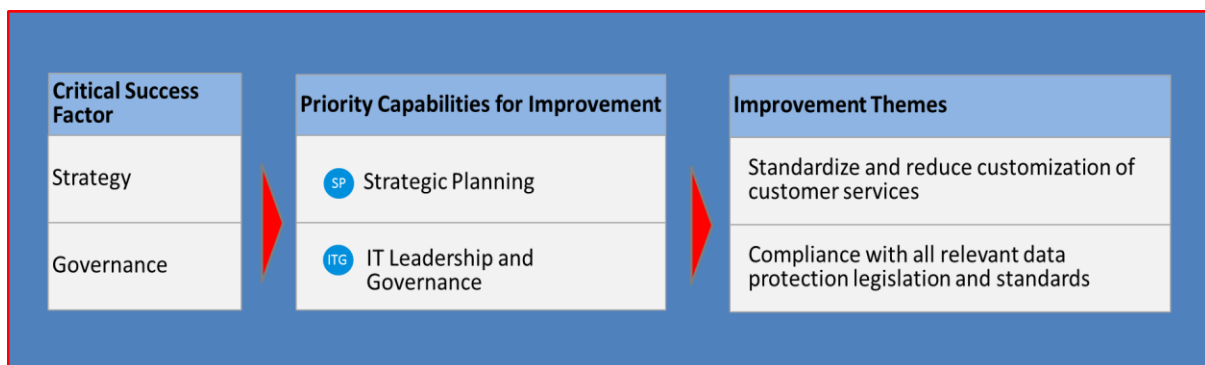 Critical Success
Factor
Strategy
Governance
Priority Capabilities for Improvement
SP Strategic Planning
ITG IT Leadership and
Governance
Improvement Themes
Standardize and reduce customization of
customer services
Compliance with all relevant data
protection legislation and standards